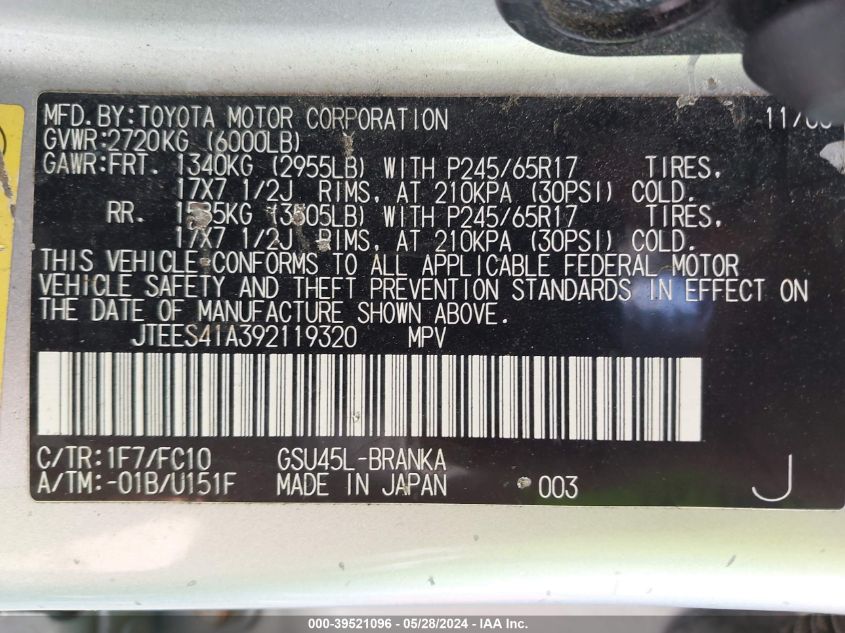 MFD.BY:TOYOTA MOTOR CORPORATION
GVWR:2720KG (6000LB)
GAWR:FRT. 1340KG (2955LB) WITH P245/65R17 TIRES,
17X7 1/2J RIMS, AT 210KPA (30PSI) COLD.
RR. 1585KG (3505LB) WITH P245/65R17 TIRES,
17X7 1/2J RIMS, AT 210KPA (30PSI) COLD.
THIS VEHICLE CONFORMS TO ALL APPLICABLE FEDERAL MOTOR
VEHICLE SAFETY AND THEFT PREVENTION STANDARDS IN EFFECT ON
THE DATE OF MANUFACTURE SHOWN ABOVE.
JTEES41A392119320 MPV
C/TR:1F7/FC10 GSU45L-BRANKA
A/TM:-01B/U151F MADE IN JAPAN 003 J
000-39521096 - 05/28/2024 - IAA Inc.